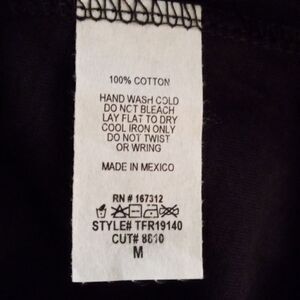 100% COTTON
HAND WASH COLD
DO NOT BLEACH
LAY FLAT TO DRY
COOL IRON ONLY
DO NOT TWIST
OR WRING
MADE IN MEXICO
RN # 167312
STYLE# TFR19140
CUT#
M